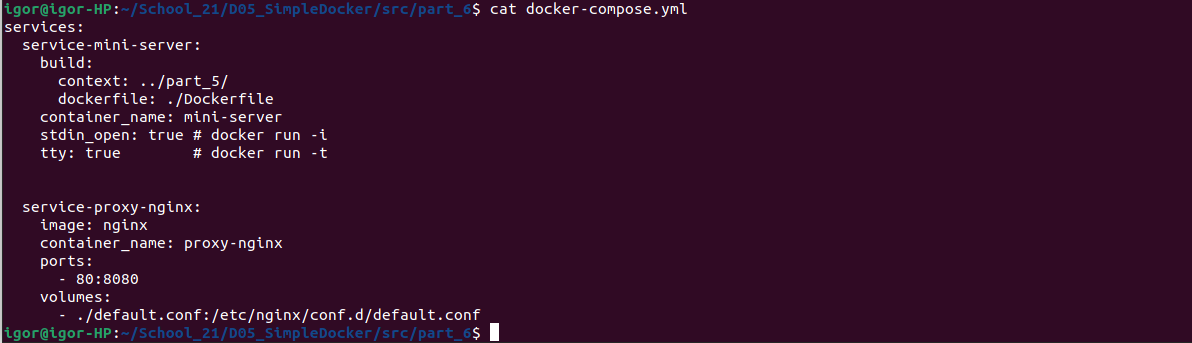 igor@igor-HP:~/School_21/D05_SimpleDocker/src/part_6$ cat docker-compose.yml
services:
  service-mini-server:
    build:
      context: ../part_5/
      dockerfile: ./Dockerfile
    container_name: mini-server
    stdin_open: true # docker run -i
    tty: true        # docker run -t
  service-proxy-nginx:
    image: nginx
    container_name: proxy-nginx
    ports:
      - 80:8080
    volumes:
      - ./default.conf:/etc/nginx/conf.d/default.conf
igor@igor-HP:~/School_21/D05_SimpleDocker/src/part_6$